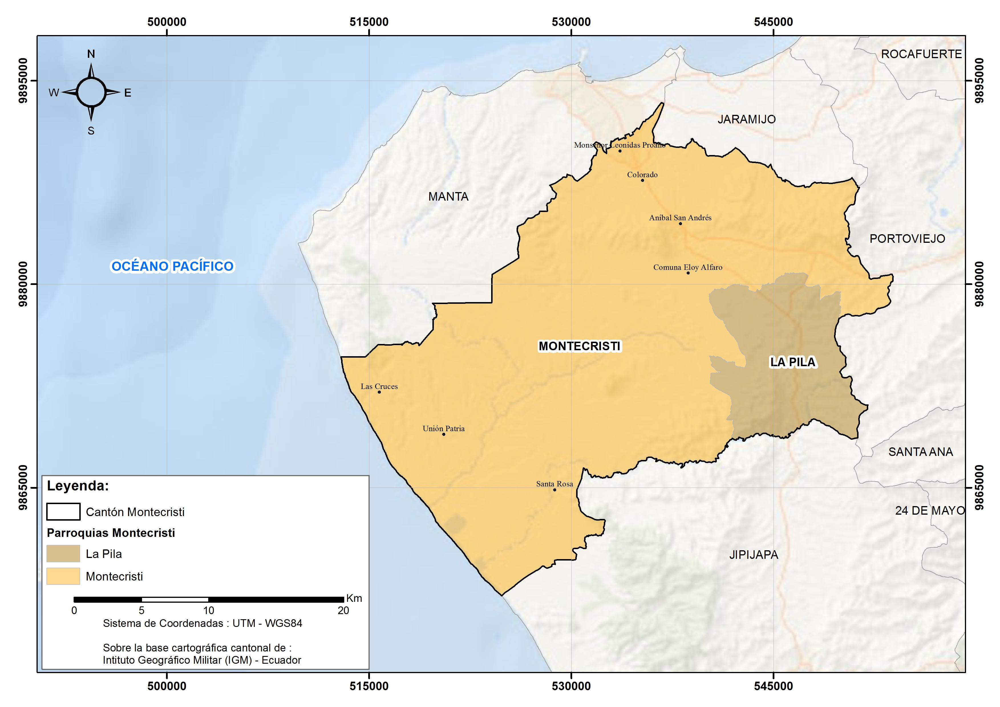 500000 515000 530000 545000
N
W E
S
9895000 9895000
ROCAFUERTE
JARAMIJO
Monseñor Leonidas Proaño
Colorado
MANTA
Aníbal San Andrés
PORTOVIEJO
OCÉANO PACÍFICO
Comuna Eloy Alfaro
9880000 9880000
MONTECRISTI
LA PILA
Las Cruces
Unión Patria
SANTA ANA
Santa Rosa
9865000 9865000
24 DE MAYO
JIPIJAPA
Leyenda:
Cantón Montecristi
Parroquias Montecristi
La Pila
Montecristi
Km
0 5 10 20
Sistema de Coordenadas : UTM - WGS84
Sobre la base cartográfica cantonal de :
Intituto Geográfico Militar (IGM) - Ecuador
500000 515000 530000 545000